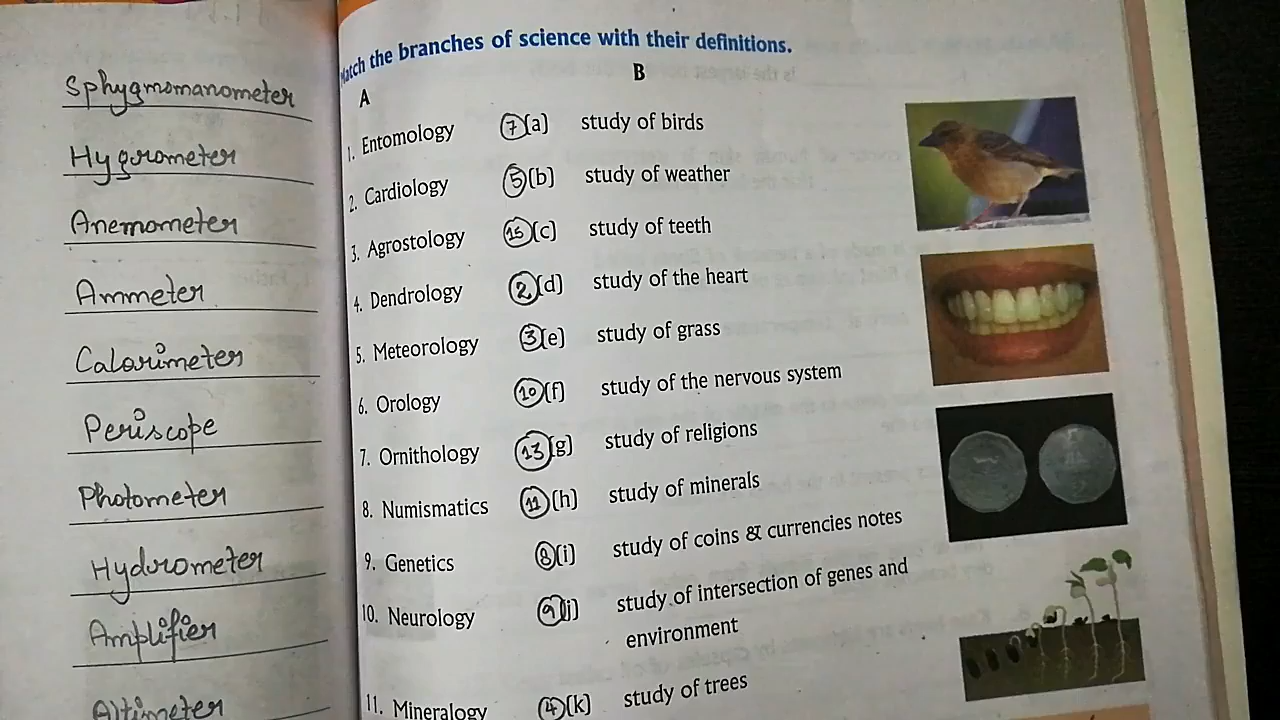 Sphygmomanometer
Hygrometer
Anemometer
Ammeter
Calorimeter
Periscope
Photometer
Hydrometer
Amplifier
Altimeter
Match the branches of science with their definitions.
A B
1. Entomology 7 (a) study of birds
2. Cardiology 5 (b) study of weather
3. Agrostology 15 (c) study of teeth
4. Dendrology 2 (d) study of the heart
5. Meteorology 3 (e) study of grass
6. Orology 10 (f) study of the nervous system
7. Ornithology 13 (g) study of religions
8. Numismatics 11 (h) study of minerals
9. Genetics 8 (i) study of coins & currencies notes
10. Neurology 9 (j) study of intersection of genes and
environment
11. Mineralogy 4 (k) study of trees